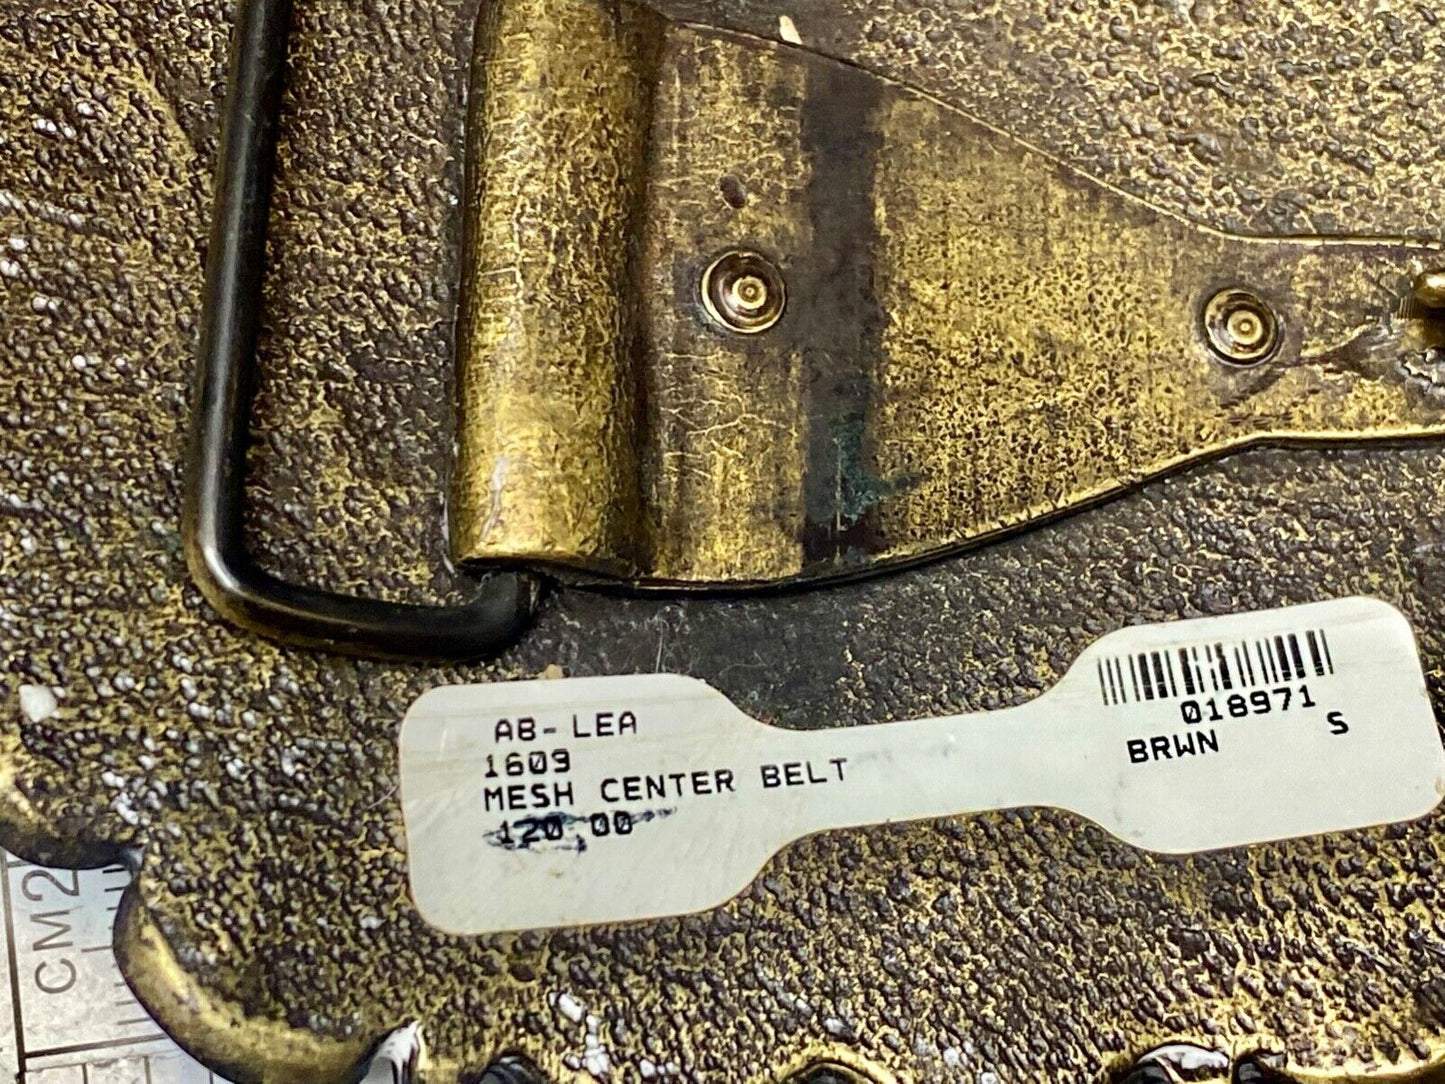 AB-LEA
1609
MESH CENTER BELT
120.00
018971
BRWN S
CM2